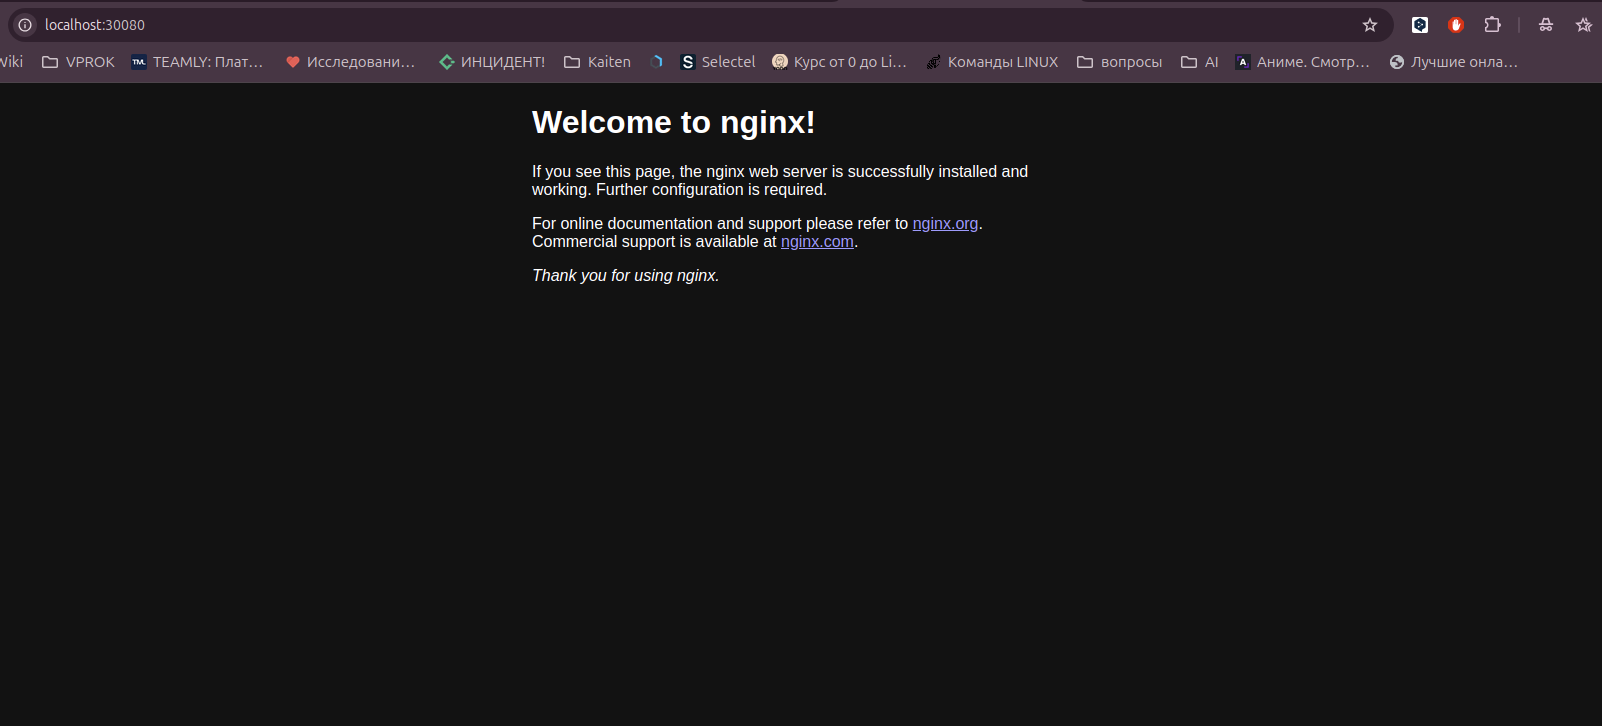 localhost:30080
Wiki VPROK TEAMLY: Плат... Исследовани... ИНЦИДЕНТ! Kaiten Selectel Курс от 0 до Li... Команды LINUX вопросы AI Аниме. Смотр... Лучшие онла...
Welcome to nginx!
If you see this page, the nginx web server is successfully installed and
working. Further configuration is required.
For online documentation and support please refer to nginx.org.
Commercial support is available at nginx.com.
Thank you for using nginx.